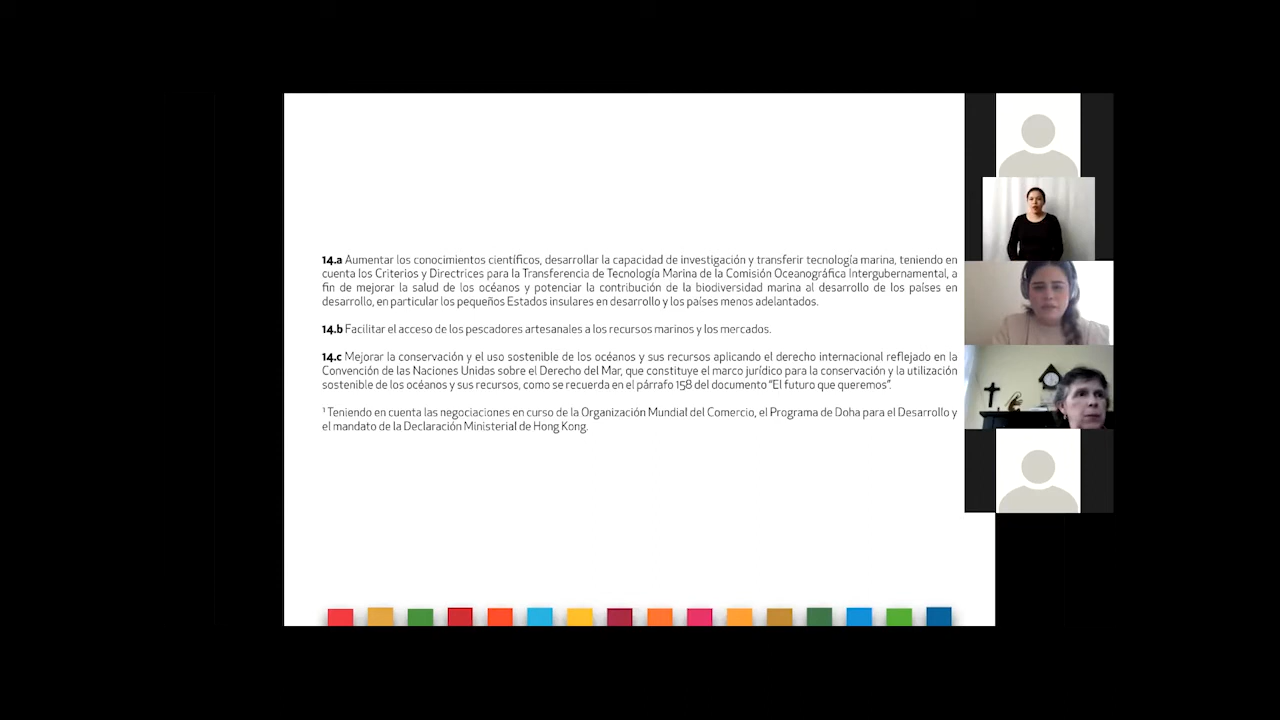 14.a Aumentar los conocimientos científicos, desarrollar la capacidad de investigación y transferir tecnología marina, teniendo en
cuenta los Criterios y Directrices para la Transferencia de Tecnología Marina de la Comisión Oceanográfica Intergubernamental, a
fin de mejorar la salud de los océanos y potenciar la contribución de la biodiversidad marina al desarrollo de los países en
desarrollo, en particular los pequeños Estados insulares en desarrollo y los países menos adelantados.
14.b Facilitar el acceso de los pescadores artesanales a los recursos marinos y los mercados.
14.c Mejorar la conservación y el uso sostenible de los océanos y sus recursos aplicando el derecho internacional reflejado en la
Convención de las Naciones Unidas sobre el Derecho del Mar, que constituye el marco jurídico para la conservación y la utilización
sostenible de los océanos y sus recursos, como se recuerda en el párrafo 158 del documento “El futuro que queremos”.
¹ Teniendo en cuenta las negociaciones en curso de la Organización Mundial del Comercio, el Programa de Doha para el Desarrollo y
el mandato de la Declaración Ministerial de Hong Kong.